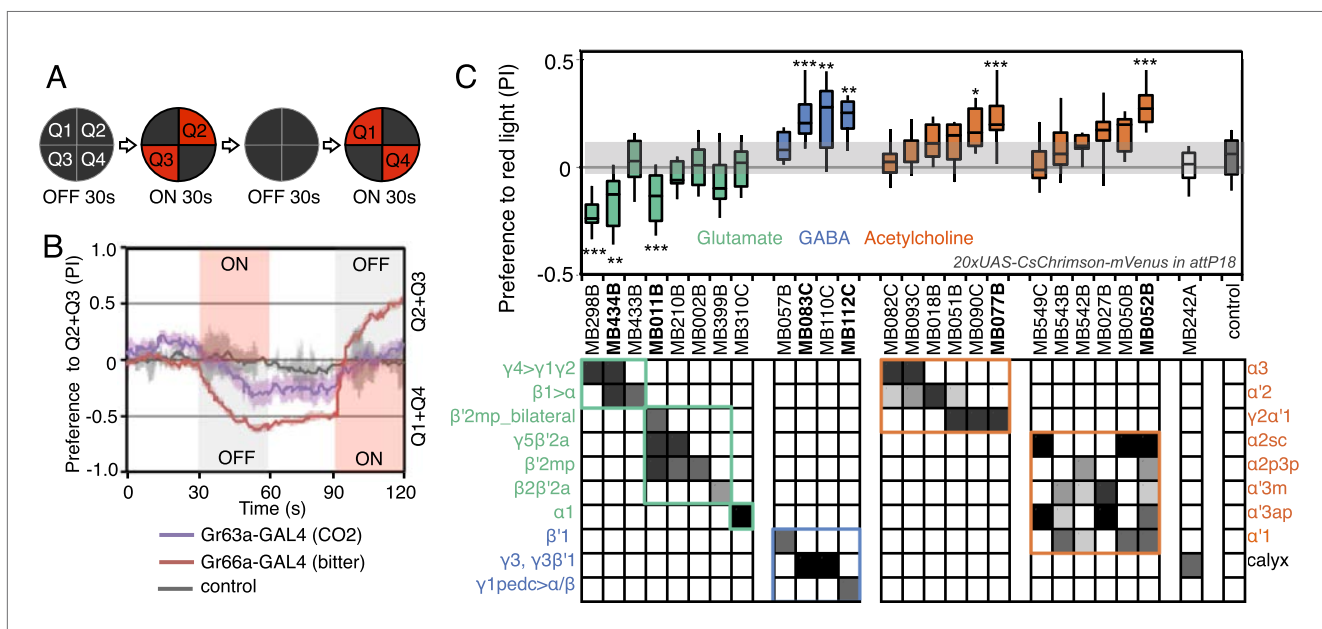 A
Q1 Q2
Q3 Q4
Q2
Q3
Q1
Q4
OFF 30s
ON 30s
OFF 30s
ON 30s
B
Preference to Q2+Q3 (PI)
1.0
0.5
0
-0.5
-1.0
ON
OFF
OFF
ON
Q2+Q3
Q1+Q4
0 30 60 90 120
Time (s)
Gr63a-GAL4 (CO2)
Gr66a-GAL4 (bitter)
control
C
Preference to red light (PI)
0.5
0
-0.5
***
**
***
***
**
**
*
***
***
Glutamate GABA Acetylcholine
20xUAS-CsChrimson-mVenus in attP18
MB298B
MB434B
MB433B
MB011B
MB210B
MB002B
MB399B
MB310C
MB057B
MB083C
MB110C
MB112C
MB082C
MB093C
MB018B
MB051B
MB090C
MB077B
MB549C
MB543B
MB542B
MB027B
MB050B
MB052B
MB242A
control
γ4>γ1γ2
β1>α
β'2mp_bilateral
γ5β'2a
β'2mp
β2β'2a
α1
β'1
γ3, γ3β'1
γ1pedc>α/β
α3
α'2
γ2α'1
α2sc
α2p3p
α'3m
α'3ap
α'1
calyx